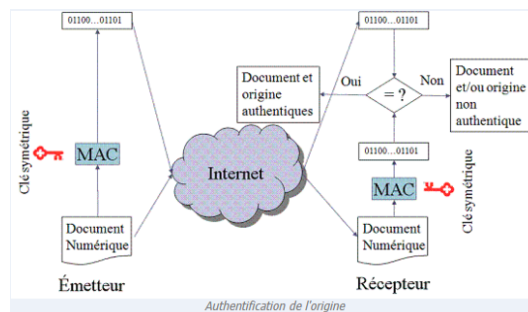 01100…01101
Clé symétrique
MAC
Document
Numérique
Émetteur
Internet
01100…01101
= ?
Oui
Non
Document et
origine
authentiques
Document
et/ou origine
non
authentique
01100…01101
MAC
Clé symétrique
Document
Numérique
Récepteur
Authentification de l'origine